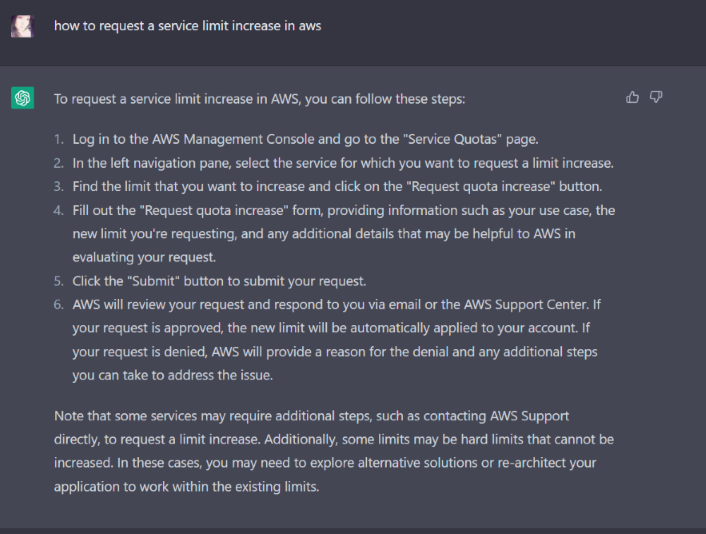 how to request a service limit increase in aws
To request a service limit increase in AWS, you can follow these steps:
1. Log in to the AWS Management Console and go to the "Service Quotas" page.
2. In the left navigation pane, select the service for which you want to request a limit increase.
3. Find the limit that you want to increase and click on the "Request quota increase" button.
4. Fill out the "Request quota increase" form, providing information such as your use case, the
new limit you're requesting, and any additional details that may be helpful to AWS in
evaluating your request.
5. Click the "Submit" button to submit your request.
6. AWS will review your request and respond to you via email or the AWS Support Center. If
your request is approved, the new limit will be automatically applied to your account. If
your request is denied, AWS will provide a reason for the denial and any additional steps
you can take to address the issue.
Note that some services may require additional steps, such as contacting AWS Support
directly, to request a limit increase. Additionally, some limits may be hard limits that cannot be
increased. In these cases, you may need to explore alternative solutions or re-architect your
application to work within the existing limits.